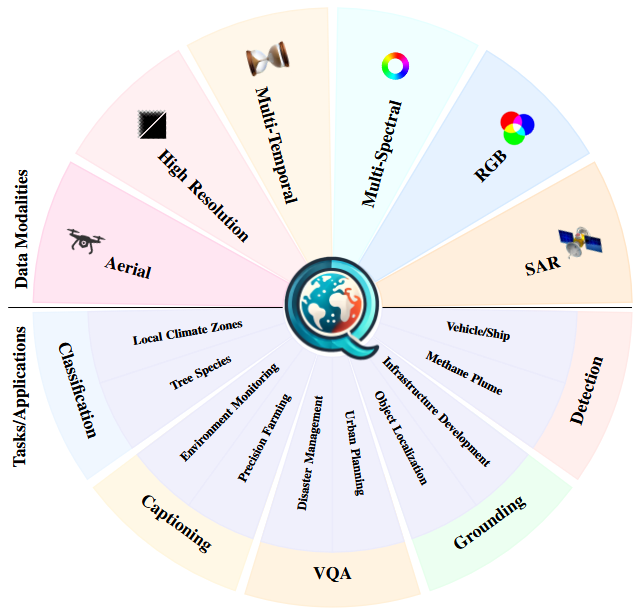 Data Modalities
Aerial
High Resolution
Multi-Temporal
Multi-Spectral
RGB
SAR
Tasks/Applications
Classification
Local Climate Zones
Tree Species
Captioning
Environment Monitoring
Precision Farming
VQA
Disaster Management
Urban Planning
Grounding
Object Localization
Infrastructure Development
Detection
Methane Plume
Vehicle/Ship